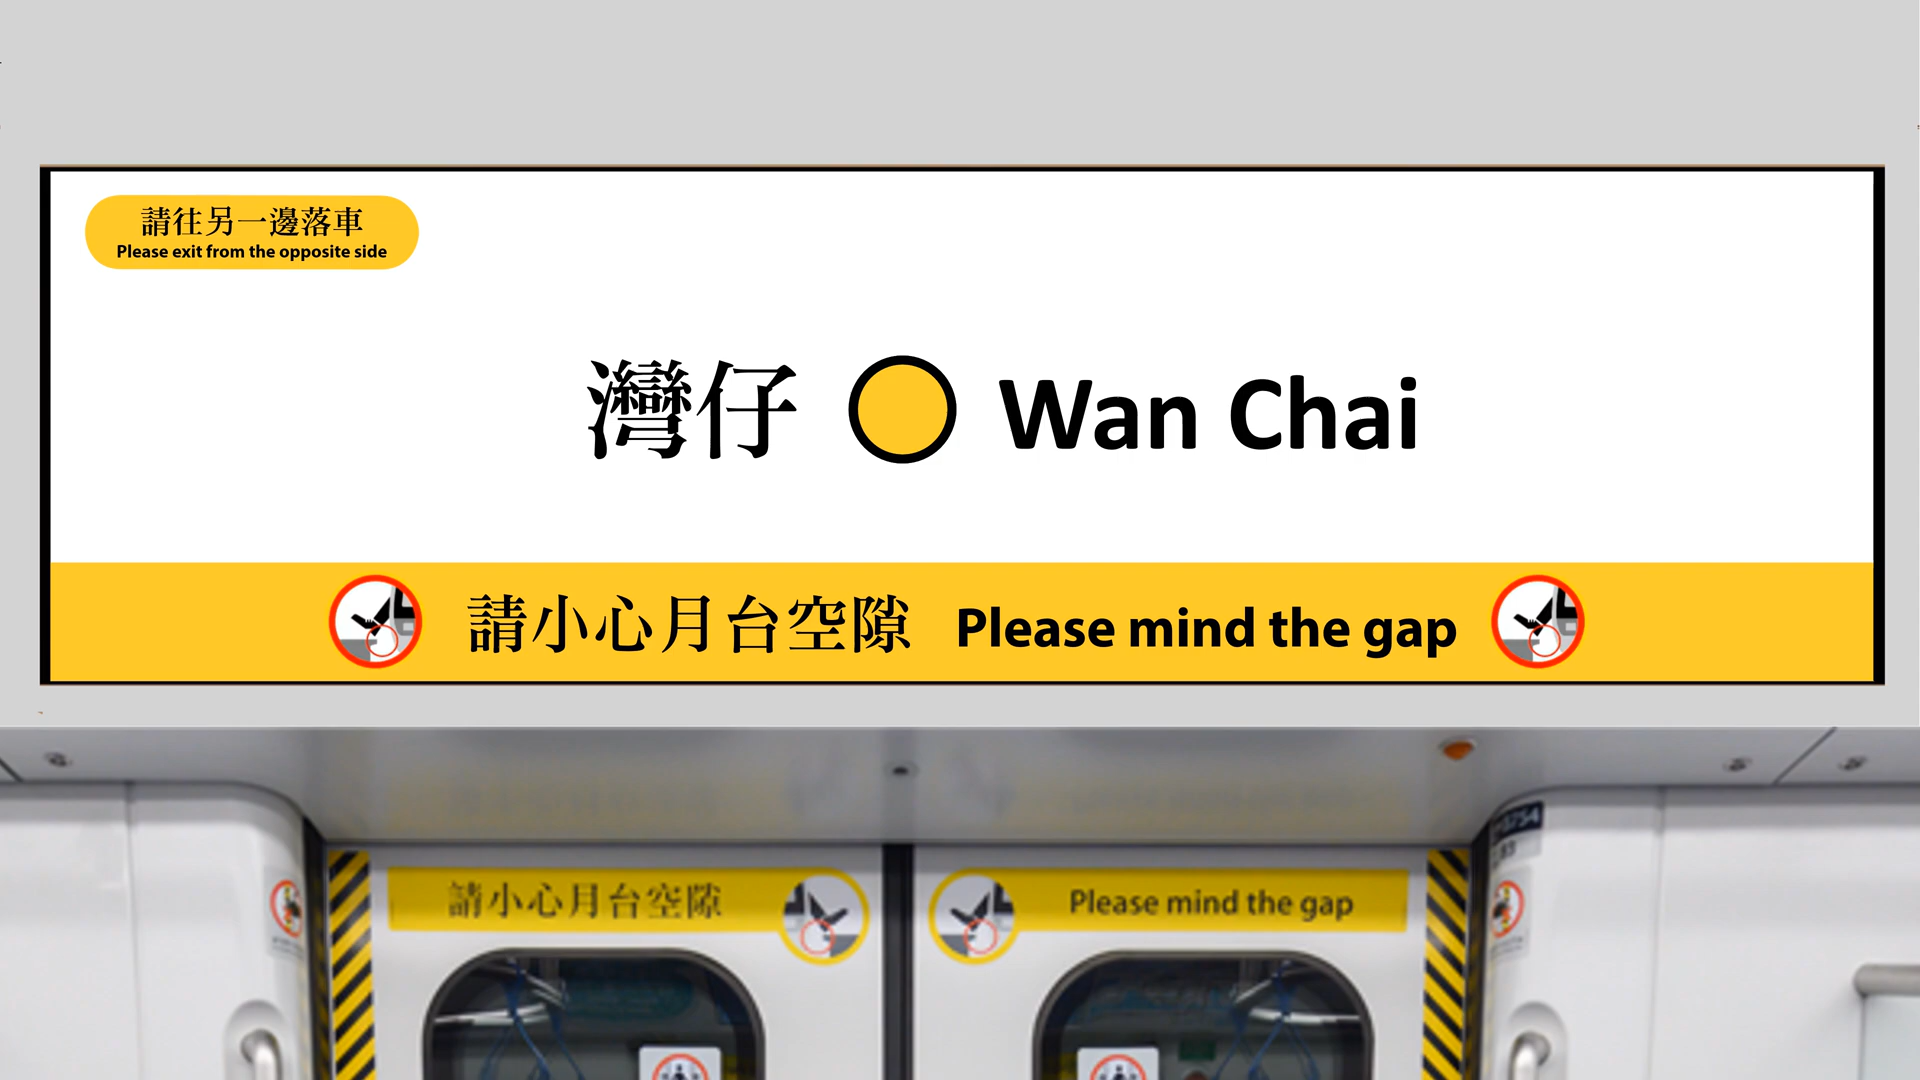 請往另一邊落車
Please exit from the opposite side
灣仔 Wan Chai
請小心月台空隙 Please mind the gap
請小心月台空隙
Please mind the gap